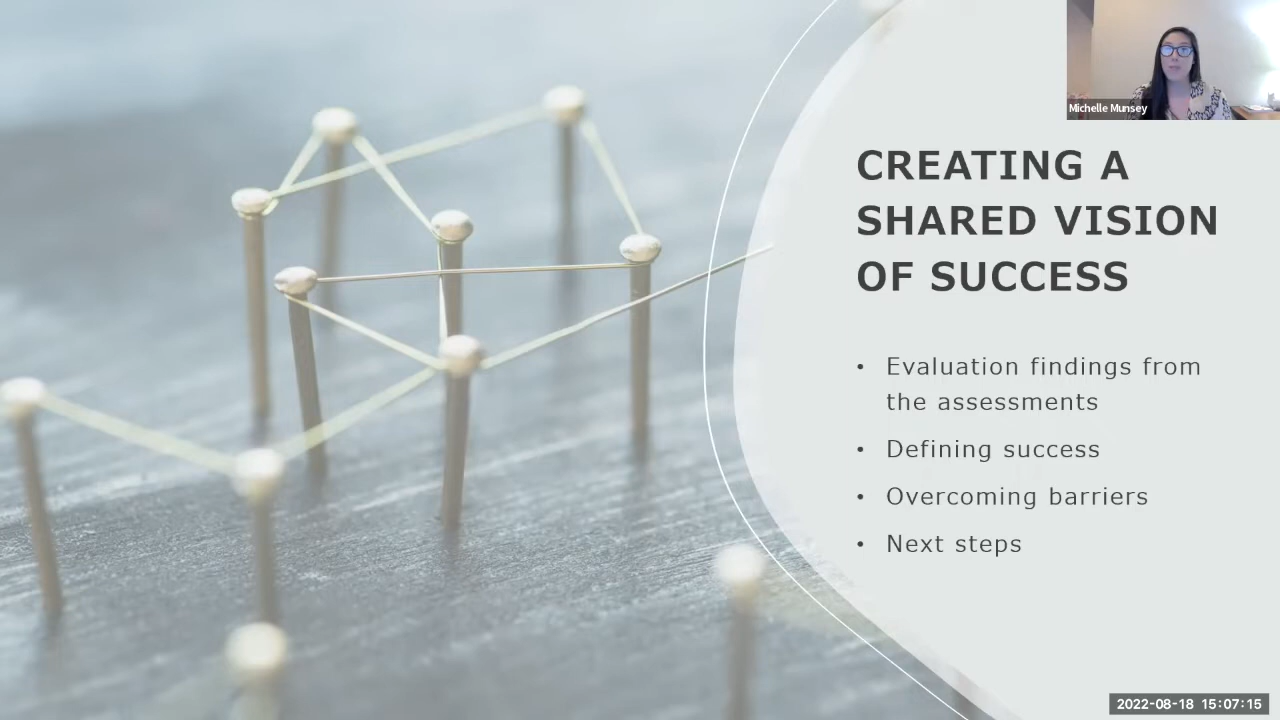 Michelle Munsey
CREATING A
SHARED VISION
OF SUCCESS
• Evaluation findings from
the assessments
• Defining success
• Overcoming barriers
• Next steps
2022-08-18 15:07:15